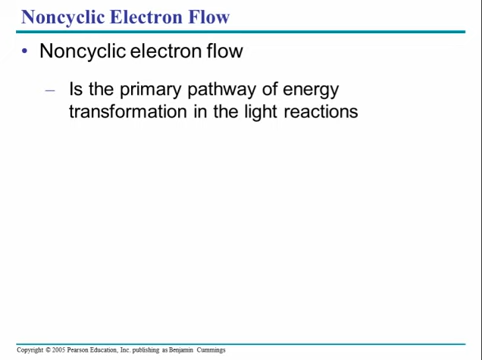 Noncyclic Electron Flow
• Noncyclic electron flow
– Is the primary pathway of energy
transformation in the light reactions
Copyright © 2005 Pearson Education, Inc. publishing as Benjamin Cummings